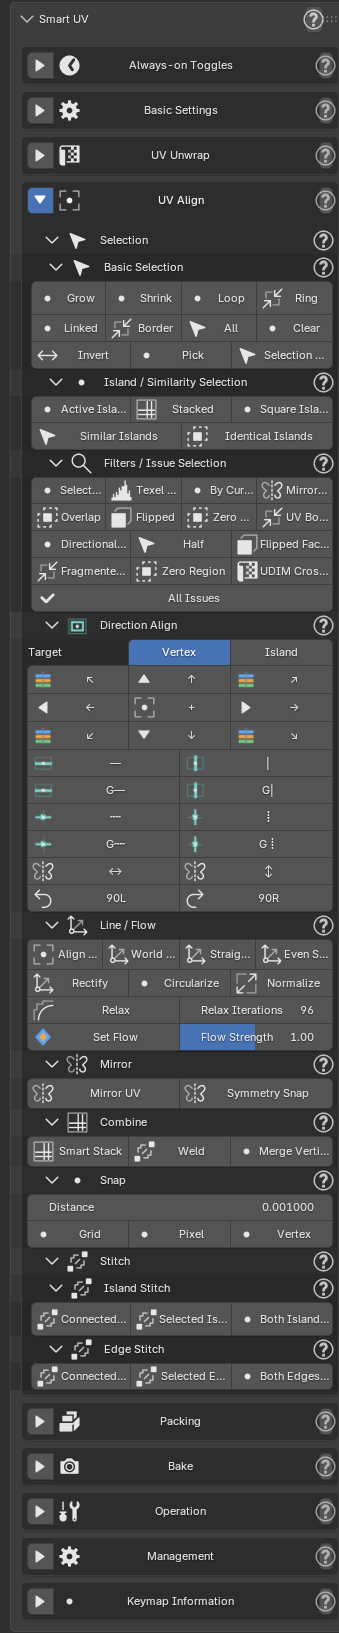 Smart UV
Always-on Toggles
Basic Settings
UV Unwrap
UV Align
Selection
Basic Selection
Grow Shrink Loop Ring
Linked Border All Clear
Invert Pick Selection ...
Island / Similarity Selection
Active Isla... Stacked Square Isla...
Similar Islands Identical Islands
Filters / Issue Selection
Select... Texel ... By Cur... Mirror...
Overlap Flipped Zero ... UV Bo...
Directional... Half Flipped Fac...
Fragmente... Zero Region UDIM Cros...
All Issues
Direction Align
Target Vertex Island
↖ ↑ ↗
← + →
↙ ↓ ↘
— |
G— G|
┈ ┊
G┈ G┊
↔ ↕
90L 90R
Line / Flow
Align ... World ... Straig... Even S...
Rectify Circularize Normalize
Relax Relax Iterations 96
Set Flow Flow Strength 1.00
Mirror
Mirror UV Symmetry Snap
Combine
Smart Stack Weld Merge Verti...
Snap
Distance 0.001000
Grid Pixel Vertex
Stitch
Island Stitch
Connected... Selected Is... Both Island...
Edge Stitch
Connected... Selected E... Both Edges...
Packing
Bake
Operation
Management
Keymap Information